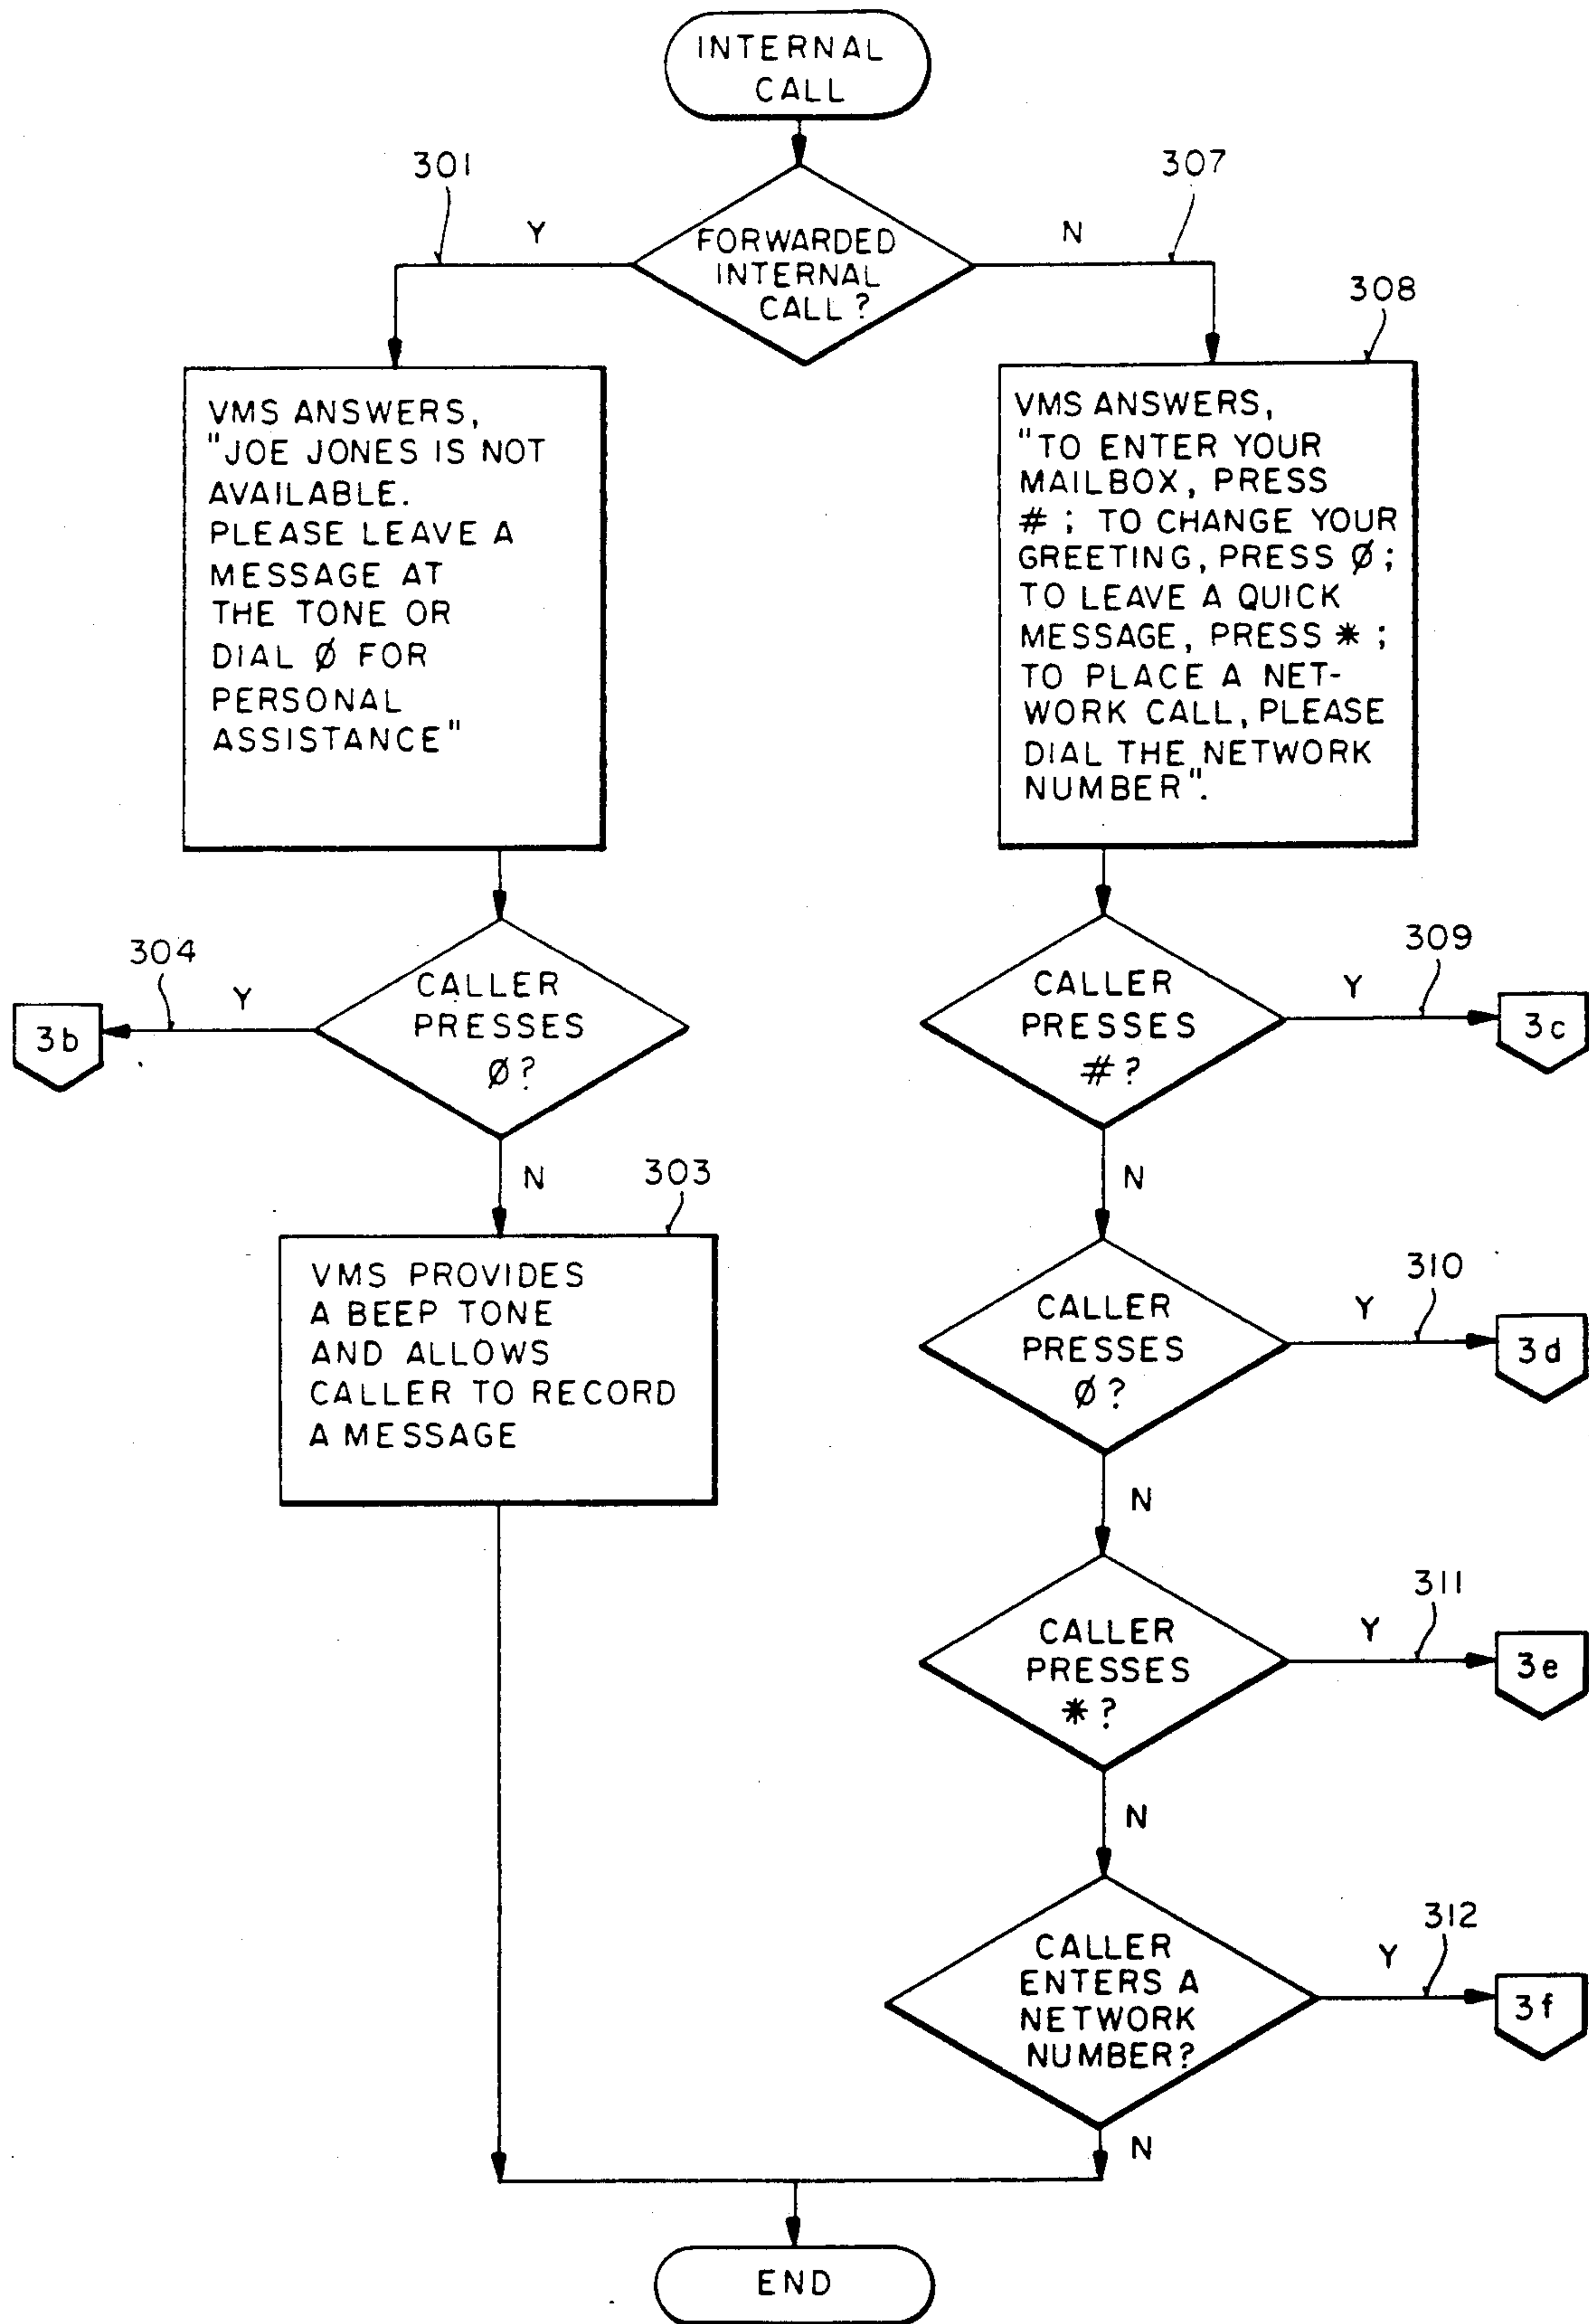 INTERNAL
CALL
301
307
Y
N
FORWARDED
INTERNAL
CALL?
308
VMS ANSWERS,
"JOE JONES IS NOT
AVAILABLE.
PLEASE LEAVE A
MESSAGE AT
THE TONE OR
DIAL Ø FOR
PERSONAL
ASSISTANCE"
VMS ANSWERS,
"TO ENTER YOUR
MAILBOX, PRESS
#; TO CHANGE YOUR
GREETING, PRESS Ø;
TO LEAVE A QUICK
MESSAGE, PRESS *;
TO PLACE A NET-
WORK CALL, PLEASE
DIAL THE NETWORK
NUMBER".
304
Y
3b
CALLER
PRESSES
Ø?
N
303
VMS PROVIDES
A BEEP TONE
AND ALLOWS
CALLER TO RECORD
A MESSAGE
CALLER
PRESSES
#?
Y
309
3c
N
CALLER
PRESSES
Ø?
Y
310
3d
N
CALLER
PRESSES
*?
Y
311
3e
N
CALLER
ENTERS A
NETWORK
NUMBER?
Y
312
3f
N
END